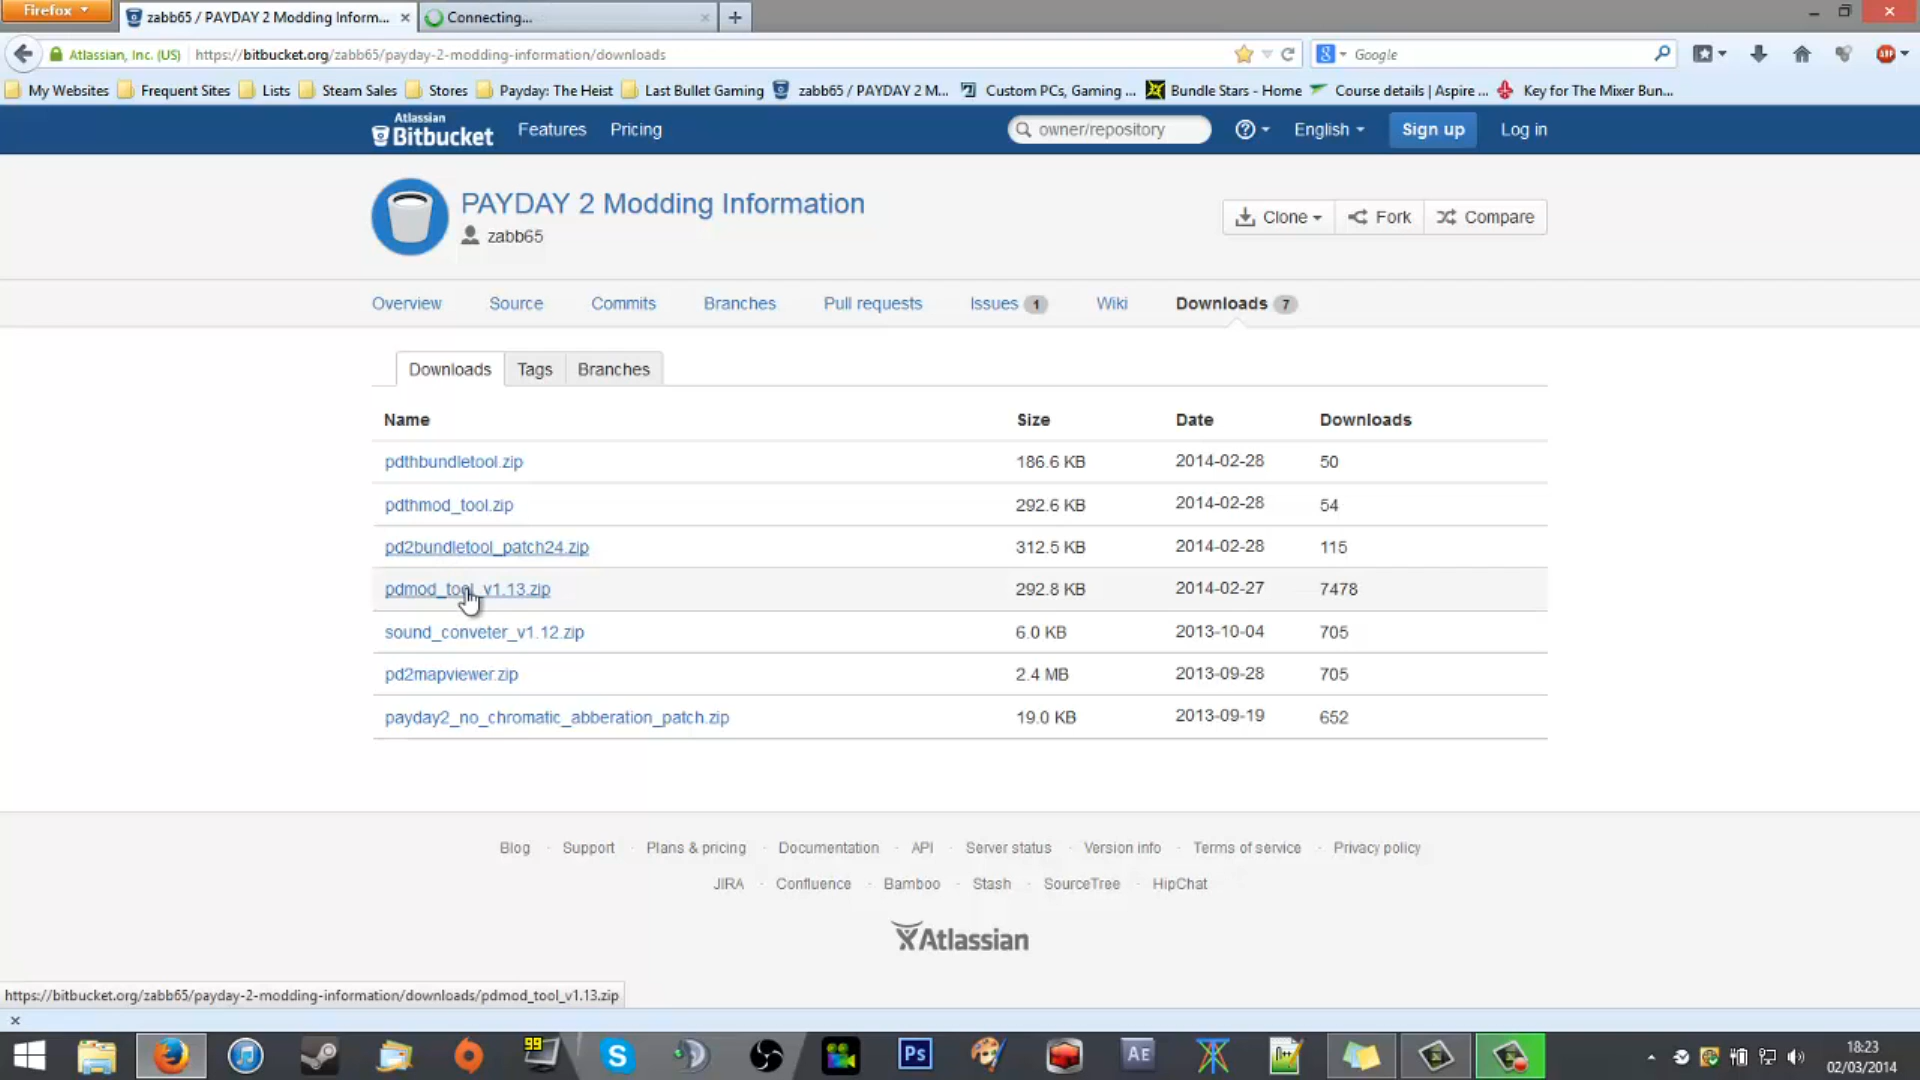 Firefox
zabb65 / PAYDAY 2 Modding Inform...
Connecting...
Atlassian, Inc. (US)
https://bitbucket.org/zabb65/payday-2-modding-information/downloads
Google
My Websites
Frequent Sites
Lists
Steam Sales
Stores
Payday: The Heist
Last Bullet Gaming
zabb65 / PAYDAY 2 M...
Custom PCs, Gaming ...
Bundle Stars - Home
Course details | Aspire ...
Key for The Mixer Bun...
Atlassian
Bitbucket
Features
Pricing
owner/repository
English
Sign up
Log in
PAYDAY 2 Modding Information
zabb65
Clone
Fork
Compare
Overview
Source
Commits
Branches
Pull requests
Issues 1
Wiki
Downloads 7
Downloads
Tags
Branches
Name Size Date Downloads
pdthbundletool.zip 186.6 KB 2014-02-28 50
pdthmod_tool.zip 292.6 KB 2014-02-28 54
pd2bundletool_patch24.zip 312.5 KB 2014-02-28 115
pdmod_tool_v1.13.zip 292.8 KB 2014-02-27 7478
sound_conveter_v1.12.zip 6.0 KB 2013-10-04 705
pd2mapviewer.zip 2.4 MB 2013-09-28 705
payday2_no_chromatic_abberation_patch.zip 19.0 KB 2013-09-19 652
Blog · Support · Plans & pricing · Documentation · API · Server status · Version info · Terms of service · Privacy policy
JIRA · Confluence · Bamboo · Stash · SourceTree · HipChat
Atlassian
https://bitbucket.org/zabb65/payday-2-modding-information/downloads/pdmod_tool_v1.13.zip
99
S
Ps
AE
18:23
02/03/2014